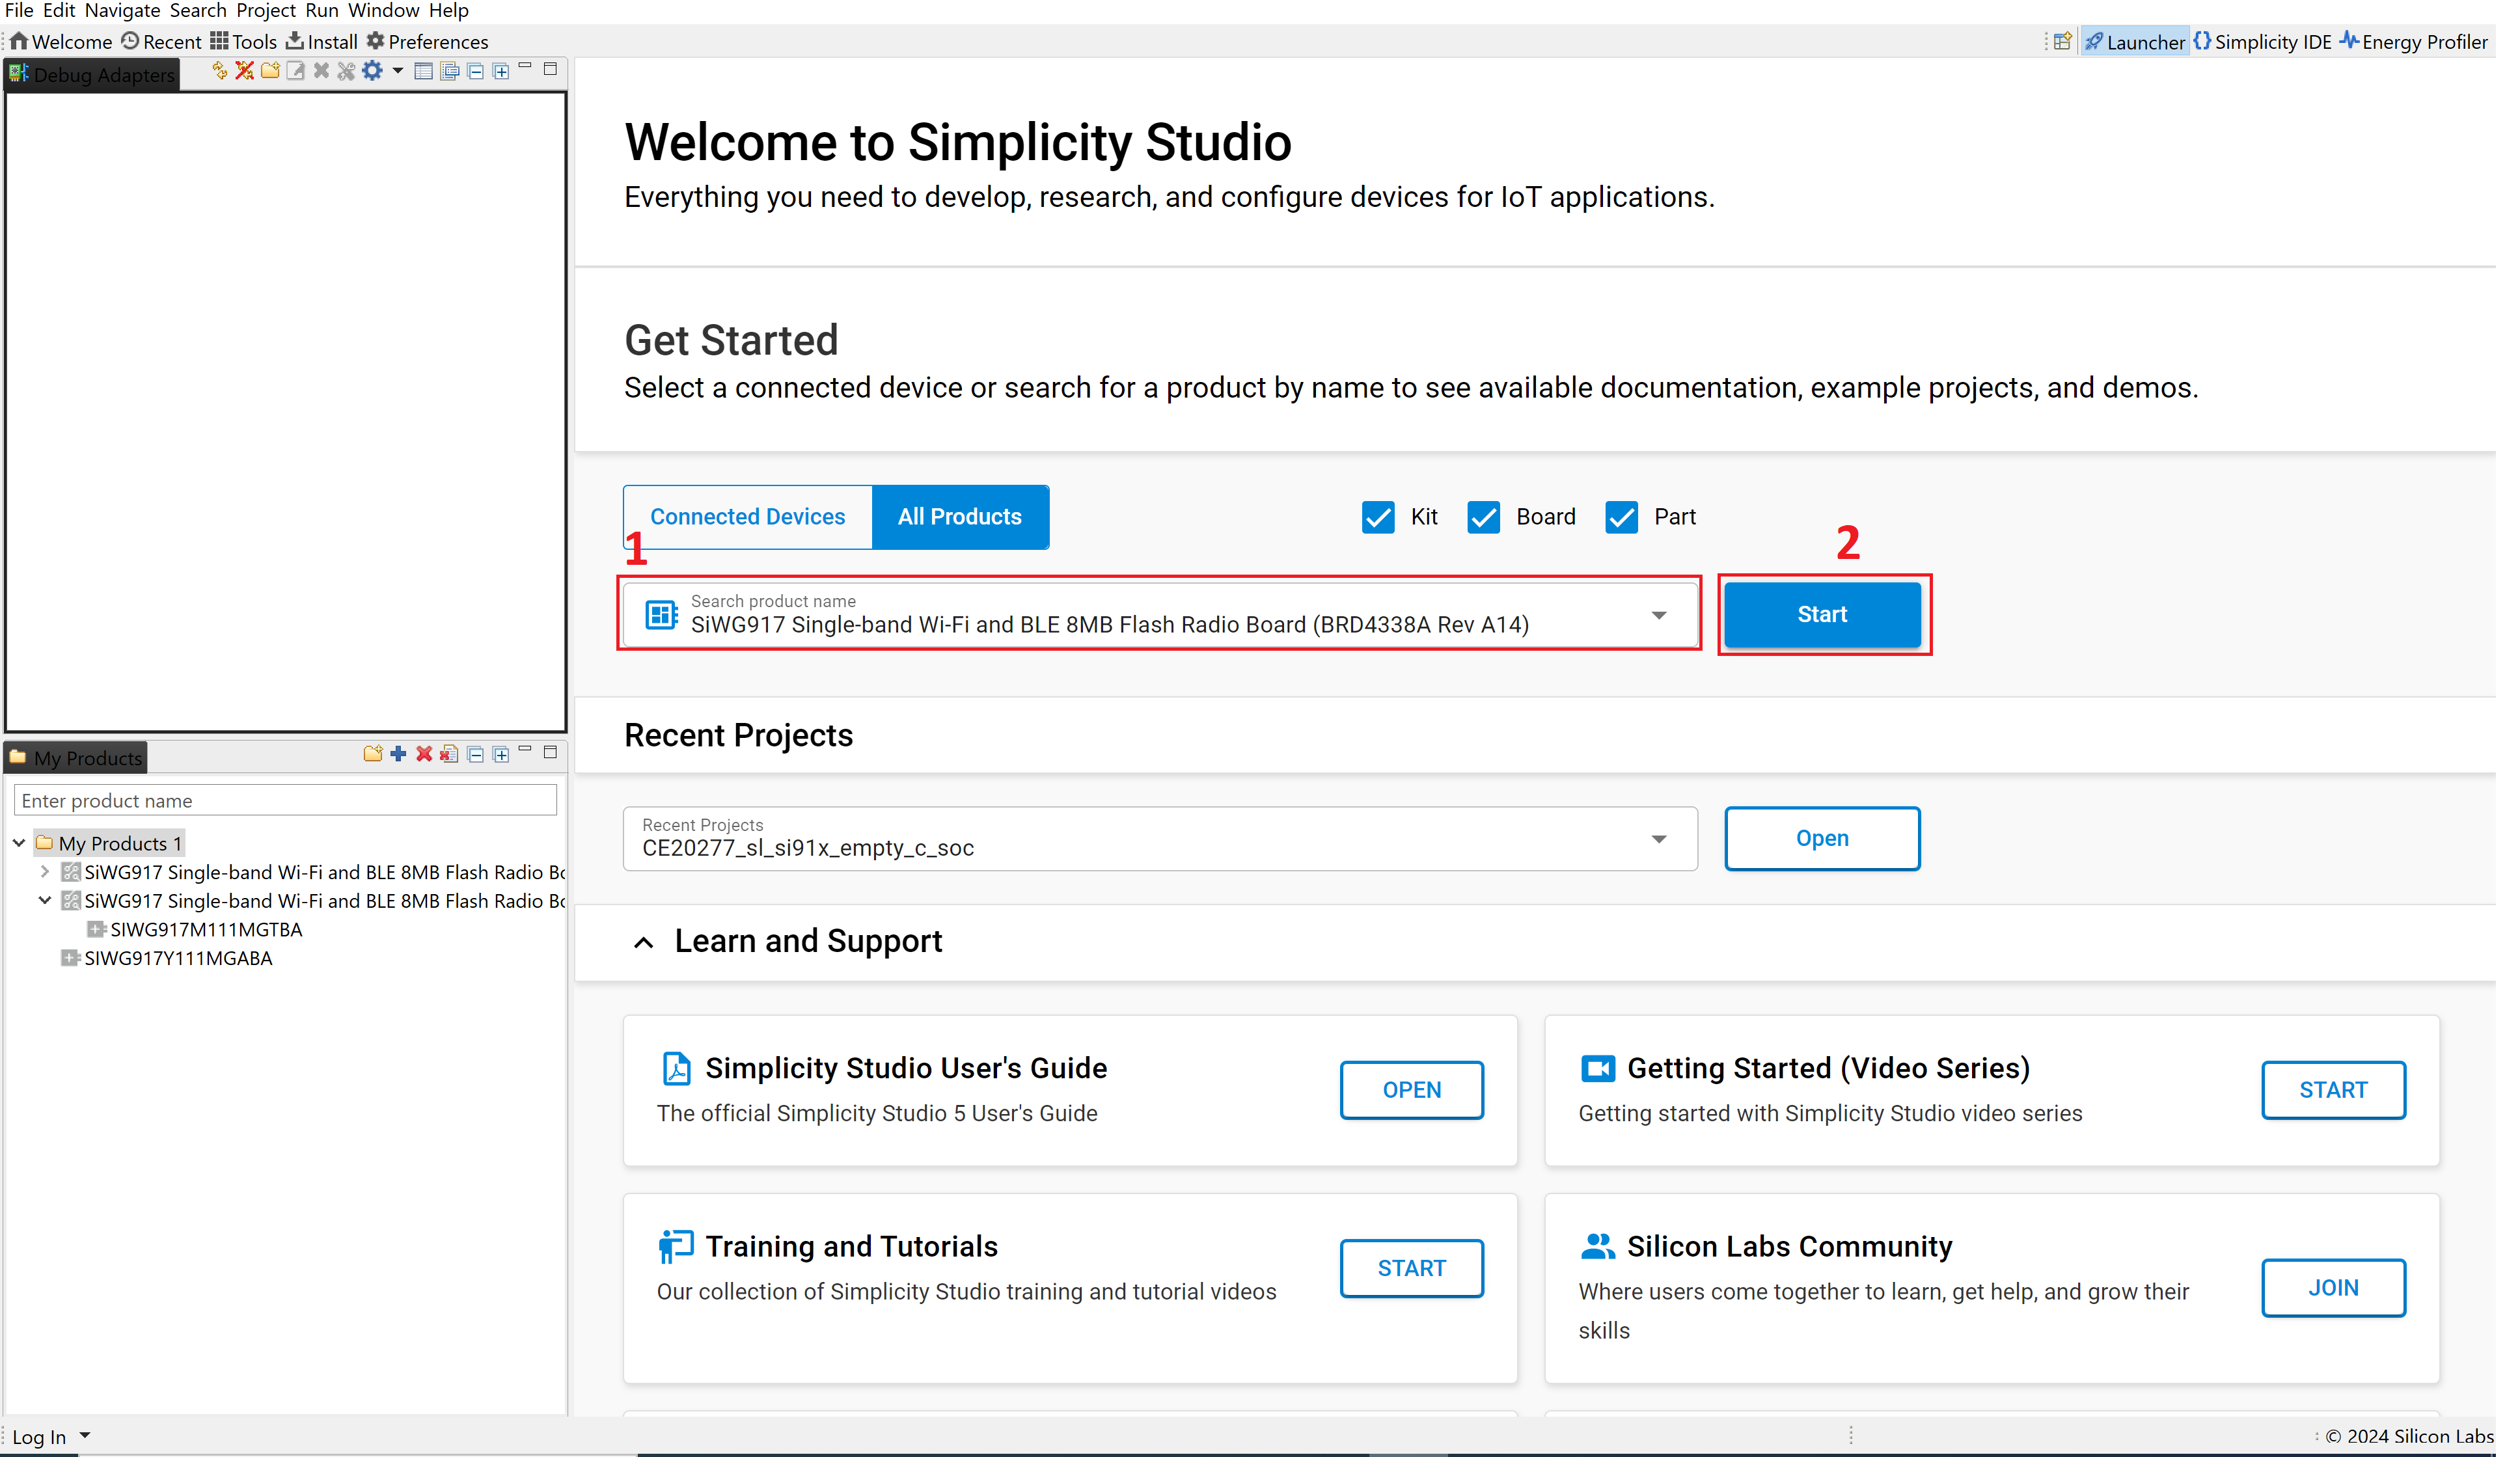 File Edit Navigate Search Project Run Window Help
Welcome Recent Tools Install Preferences
Launcher Simplicity IDE Energy Profiler
Debug Adapters
Welcome to Simplicity Studio
Everything you need to develop, research, and configure devices for IoT applications.
Get Started
Select a connected device or search for a product by name to see available documentation, example projects, and demos.
Connected Devices All Products Kit Board Part
1
2
Search product name
SiWG917 Single-band Wi-Fi and BLE 8MB Flash Radio Board (BRD4338A Rev A14)
Start
Recent Projects
Recent Projects
CE20277_sl_si91x_empty_c_soc
Open
My Products
Enter product name
My Products 1
SiWG917 Single-band Wi-Fi and BLE 8MB Flash Radio Bo
SiWG917 Single-band Wi-Fi and BLE 8MB Flash Radio Bo
SIWG917M111MGTBA
SIWG917Y111MGABA
Learn and Support
Simplicity Studio User's Guide
The official Simplicity Studio 5 User's Guide
OPEN
Getting Started (Video Series)
Getting started with Simplicity Studio video series
START
Training and Tutorials
Our collection of Simplicity Studio training and tutorial videos
START
Silicon Labs Community
Where users come together to learn, get help, and grow their
skills
JOIN
Log In
© 2024 Silicon Labs